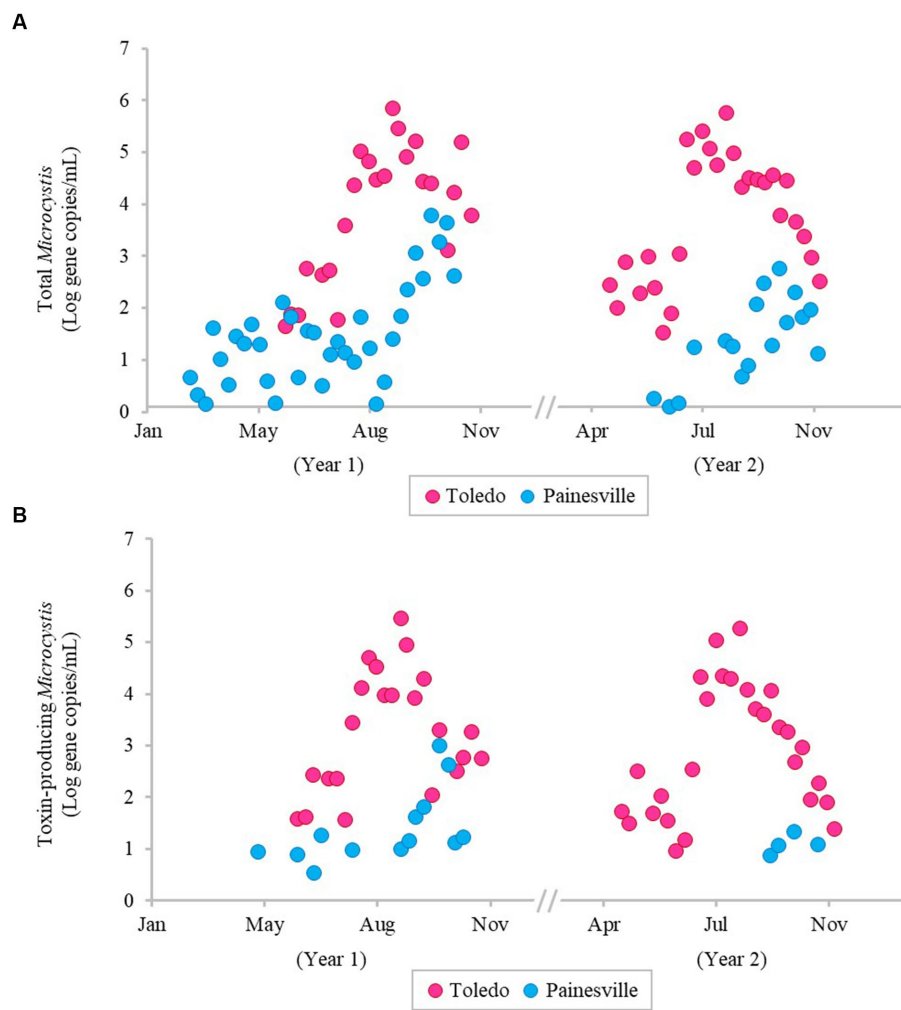 A
7
6
5
4
3
2
1
0
Total Microcystis
(Log gene copies/mL)
Jan May Aug Nov Apr Jul Nov
(Year 1) (Year 2)
Toledo Painesville
B
7
6
5
4
3
2
1
0
Toxin-producing Microcystis
(Log gene copies/mL)
Jan May Aug Nov Apr Jul Nov
(Year 1) (Year 2)
Toledo Painesville